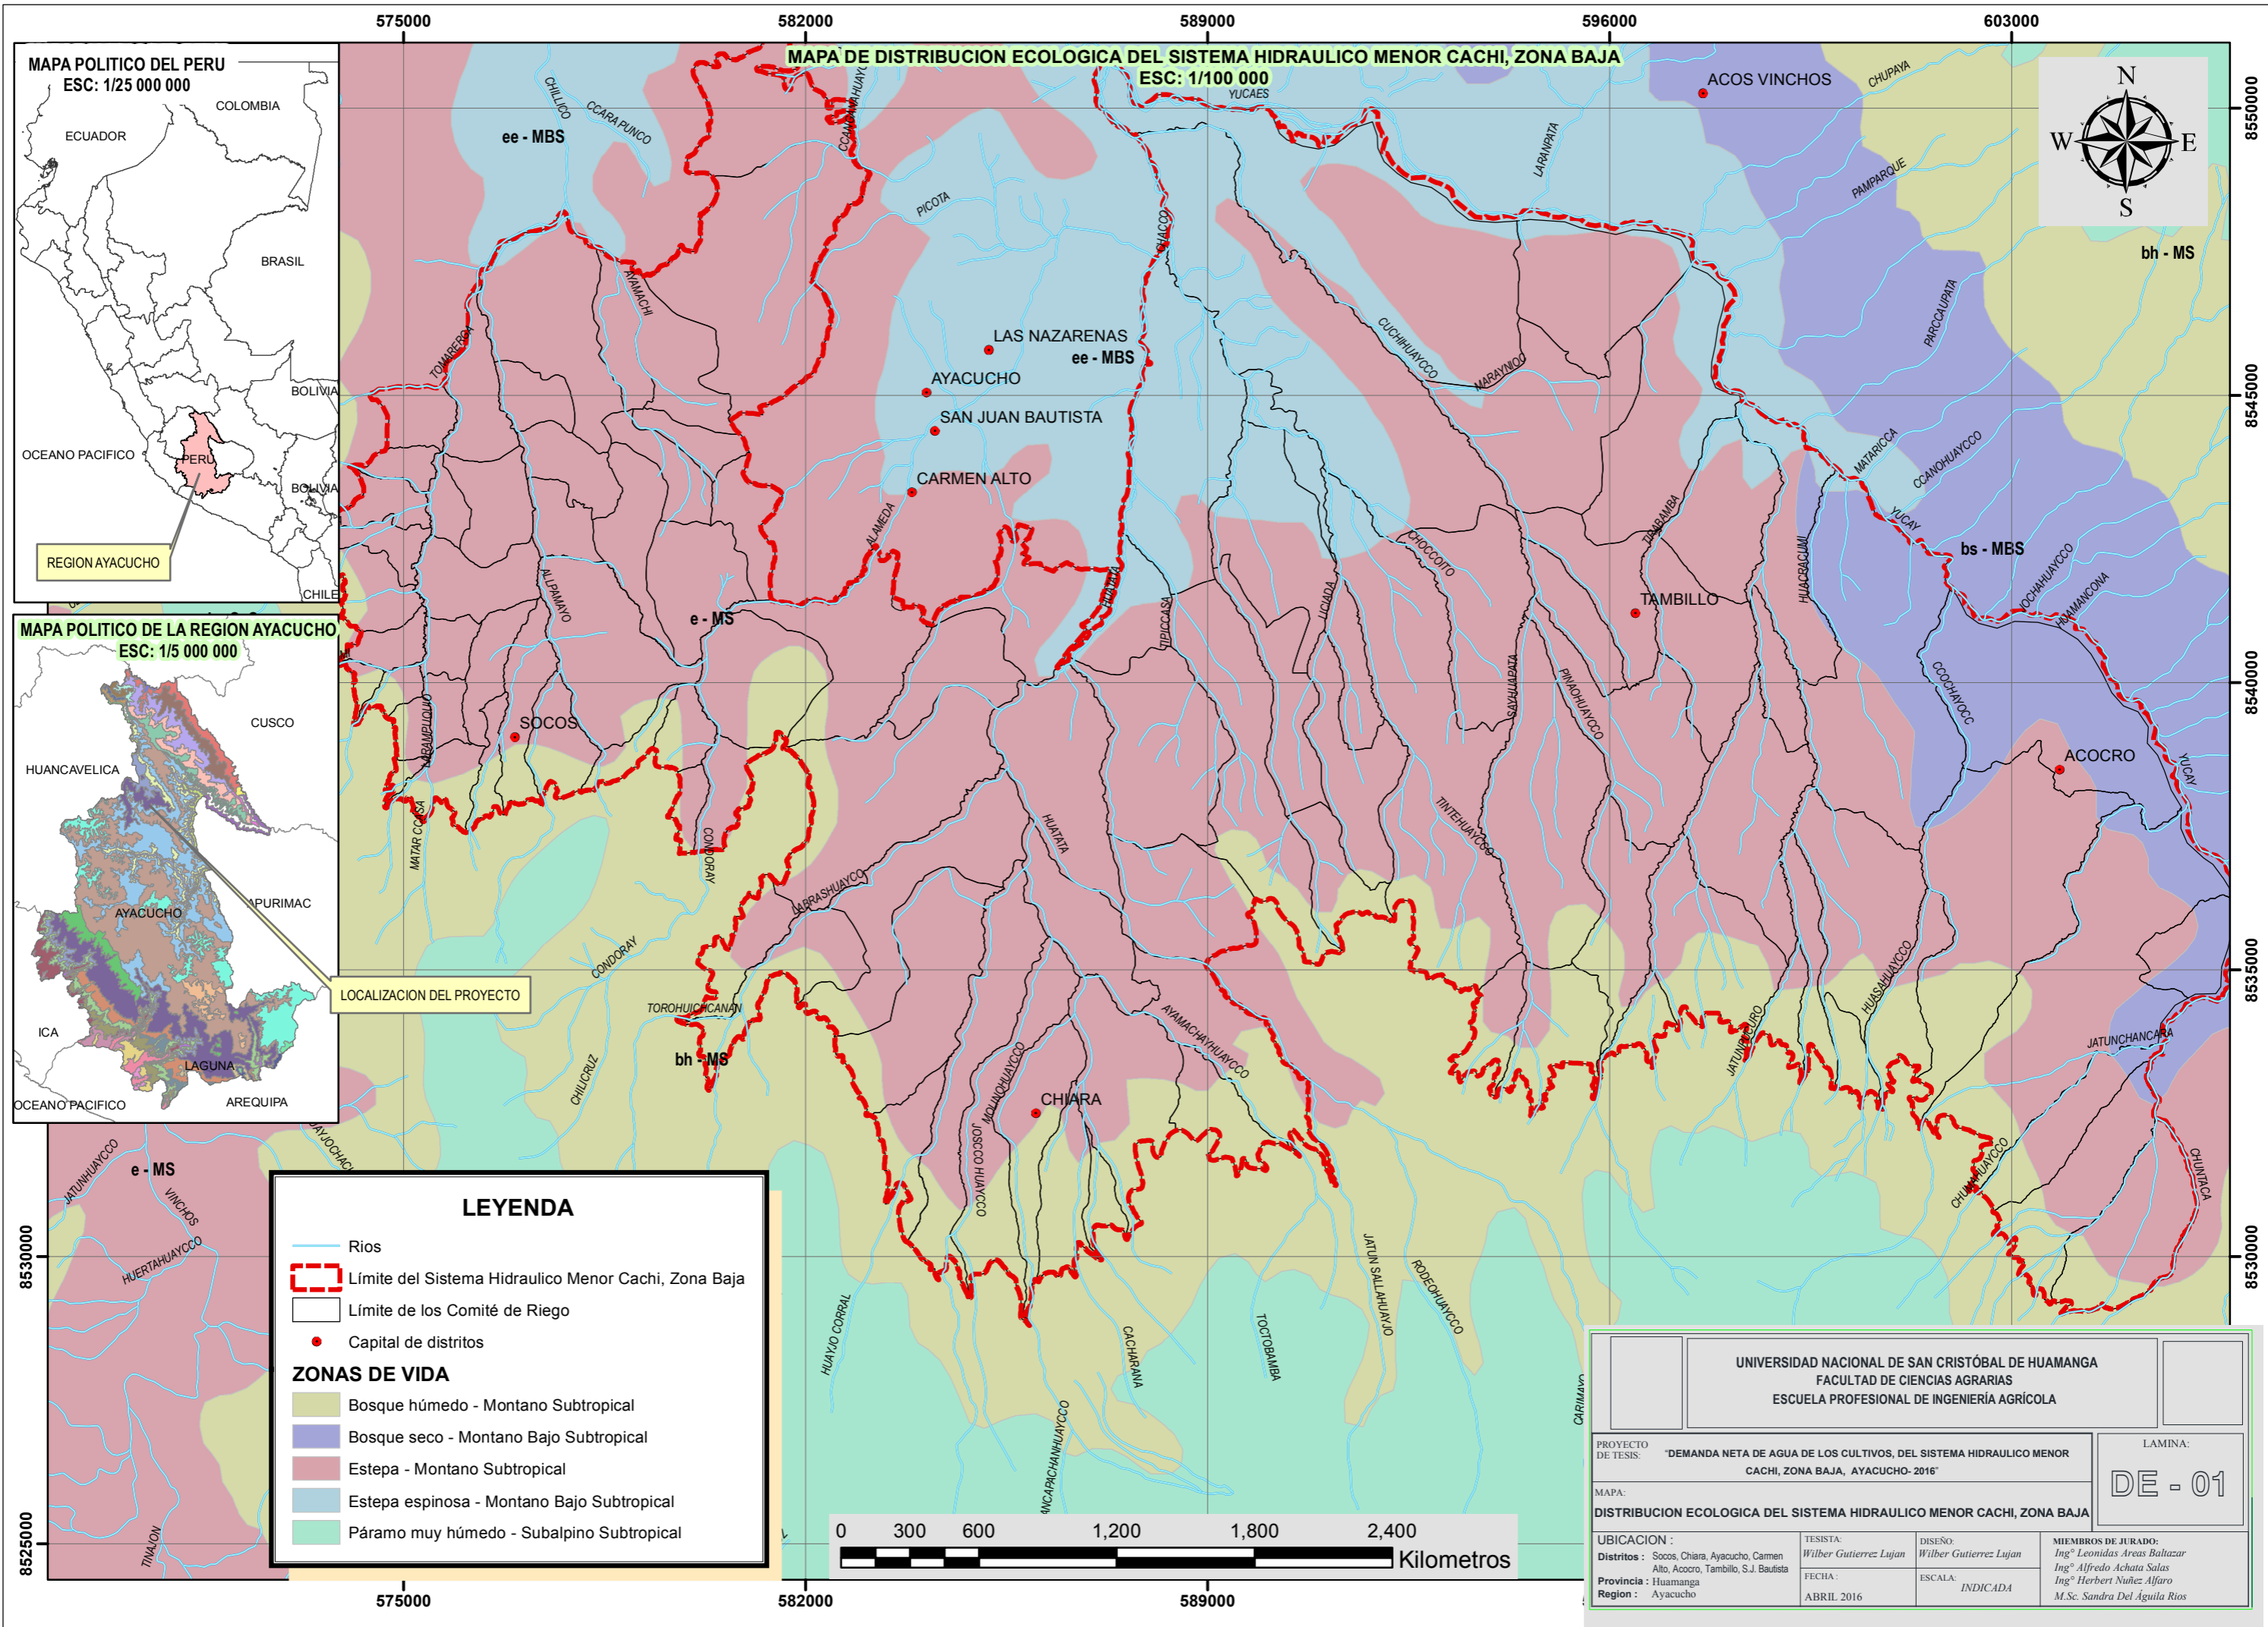 575000
582000
589000
596000
603000
MAPA DE DISTRIBUCION ECOLOGICA DEL SISTEMA HIDRAULICO MENOR CACHI, ZONA BAJA
ESC: 1/100 000
MAPA POLITICO DEL PERU
ESC: 1/25 000 000
COLOMBIA
ECUADOR
BRASIL
BOLIVIA
OCEANO PACIFICO
PERU
BOLIVIA
REGION AYACUCHO
CHILE
MAPA POLITICO DE LA REGION AYACUCHO
ESC: 1/5 000 000
CUSCO
HUANCAVELICA
AYACUCHO
APURIMAC
LOCALIZACION DEL PROYECTO
ICA
LAGUNA
OCEANO PACIFICO
AREQUIPA
N
W
E
S
8550000
8545000
8540000
8535000
8530000
8530000
8525000
ACOS VINCHOS
CHUPAYA
YUCAES
CHILLICO
CCARA PUNCO
ee - MBS
LARANPATA
PAMPARQUE
PICOTA
CHACCO
bh - MS
AYAMACHI
PARCCAUPATA
LAS NAZARENAS
ee - MBS
CUCHIHUAYCCO
MARAYNIOC
AYACUCHO
SAN JUAN BAUTISTA
MATARICCA
CCANOHUAYCCO
CARMEN ALTO
ALAMEDA
YUCAY
TIRABAMBA
CHOCCOITO
HUACRACUMI
bs - MBS
ALLPAMAYO
HUATATA
LICIADA
HUAMANCONA
e - MS
TAMBILLO
TIPICCASA
SAYHUAPATA
PINAOHUAYCCO
CCOCHAYOCC
LARAMPUQUIO
SOCOS
ACOCRO
YUCAY
MATAR CCASA
CONDORAY
HUATATA
TINTEHUAYCCO
LABRASHUAYCO
CONDORAY
HUASAHUAYCCO
TOROHUICHCANAN
AYAMACHAYHUAYCCO
JATUNCHANCARA
bh - MS
CHILICRUZ
MOLINOHUAYCCO
CHIARA
JOSCCO HUAYCCO
CHUNTACA
JATUNHUAYCCO
e - MS
VINCHOS
HUERTAHUAYCCO
TINAJON
HUAYJO CORRAL
CACHARANA
TOCTOBAMBA
JATUN SALLAHUAYJO
RODEOHUAYCCO
CARIMAYO
LEYENDA
Rios
Límite del Sistema Hidraulico Menor Cachi, Zona Baja
Límite de los Comité de Riego
Capital de distritos
ZONAS DE VIDA
Bosque húmedo - Montano Subtropical
Bosque seco - Montano Bajo Subtropical
Estepa - Montano Subtropical
Estepa espinosa - Montano Bajo Subtropical
Páramo muy húmedo - Subalpino Subtropical
0 300 600 1,200 1,800 2,400
Kilometros
UNIVERSIDAD NACIONAL DE SAN CRISTÓBAL DE HUAMANGA
FACULTAD DE CIENCIAS AGRARIAS
ESCUELA PROFESIONAL DE INGENIERÍA AGRÍCOLA
PROYECTO DE TESIS:
"DEMANDA NETA DE AGUA DE LOS CULTIVOS, DEL SISTEMA HIDRAULICO MENOR
CACHI, ZONA BAJA, AYACUCHO- 2016"
LAMINA:
DE - 01
MAPA:
DISTRIBUCION ECOLOGICA DEL SISTEMA HIDRAULICO MENOR CACHI, ZONA BAJA
UBICACION :
Distritos : Socos, Chiara, Ayacucho, Carmen
Alto, Acocro, Tambillo, S.J. Bautista
Provincia : Huamanga
Region : Ayacucho
TESISTA:
Wilber Gutierrez Lujan
DISEÑO:
Wilber Gutierrez Lujan
FECHA :
ABRIL 2016
ESCALA:
INDICADA
MIEMBROS DE JURADO:
Ing° Leonidas Areas Baltazar
Ing° Alfredo Achata Salas
Ing° Herbert Nuñez Alfaro
M.Sc. Sandra Del Águila Rios
575000
582000
589000